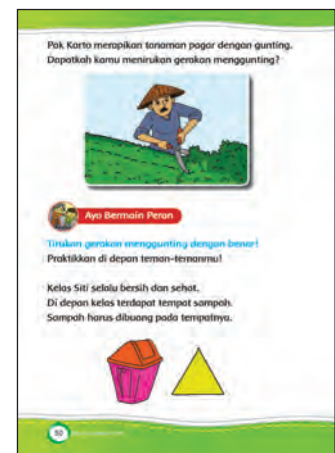 Pak Karto merapikan tanaman pagar dengan gunting.
Dapatkah kamu menirukan gerakan menggunting?
Ayo Bermain Peran
Tirukan gerakan menggunting dengan benar!
Praktikkan di depan teman-temanmu!
Kelas Siti selalu bersih dan sehat.
Di depan kelas terdapat tempat sampah.
Sampah harus dibuang pada tempatnya.
50